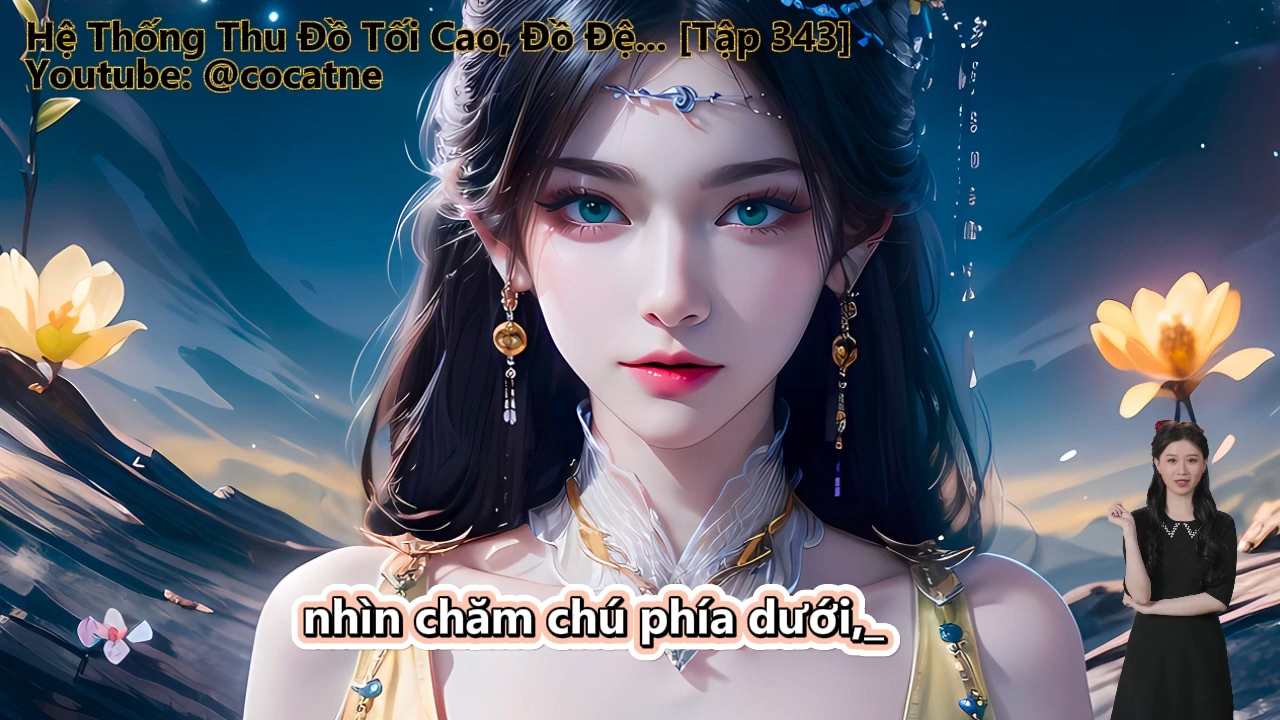 Hệ Thống Thu Đồ Tối Cao, Đồ Đệ... [Tập 343]
Youtube: @cocatne
nhìn chăm chú phía dưới,_